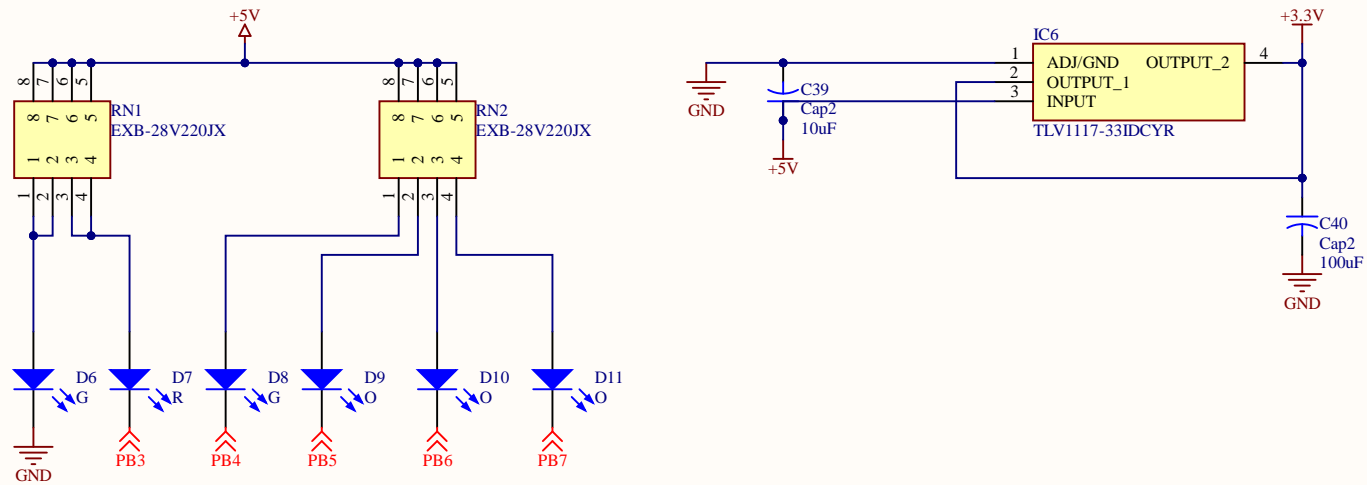 +5V
8
7
6
5
8
7
6
5
1
2
3
4
1
2
3
4
RN1
EXB-28V220JX
8
7
6
5
8
7
6
5
1
2
3
4
1
2
3
4
RN2
EXB-28V220JX
D6
G
D7
R
D8
G
D9
O
D10
O
D11
O
GND
PB3
PB4
PB5
PB6
PB7
GND
C39
Cap2
10uF
+5V
IC6
1
2
3
ADJ/GND
OUTPUT_1
INPUT
OUTPUT_2
4
TLV1117-33IDCYR
+3.3V
C40
Cap2
100uF
GND